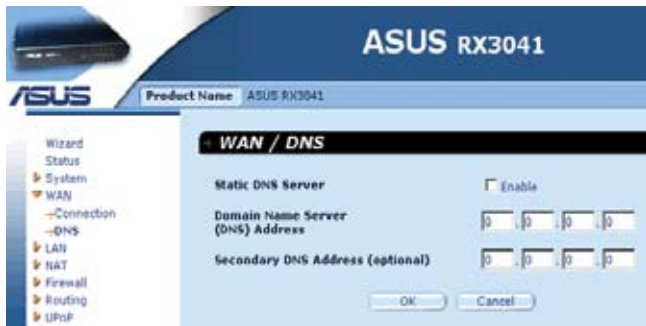 ASUS RX3041
ASUS
Product Name ASUS RX3041
Wizard
Status
System
WAN
Connection
DNS
LAN
NAT
Firewall
Routing
UPnP
WAN / DNS
Static DNS Server Enable
Domain Name Server
(DNS) Address 0 . 0 . 0 . 0
Secondary DNS Address (optional) 0 . 0 . 0 . 0
OK Cancel